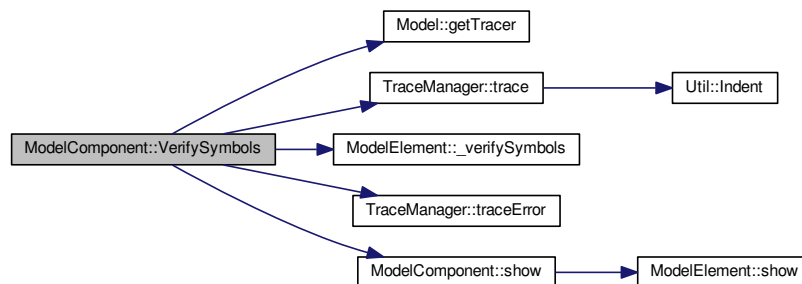 Model::getTracer
TraceManager::trace
Util::Indent
ModelComponent::VerifySymbols
ModelElement::_verifySymbols
TraceManager::traceError
ModelComponent::show
ModelElement::show